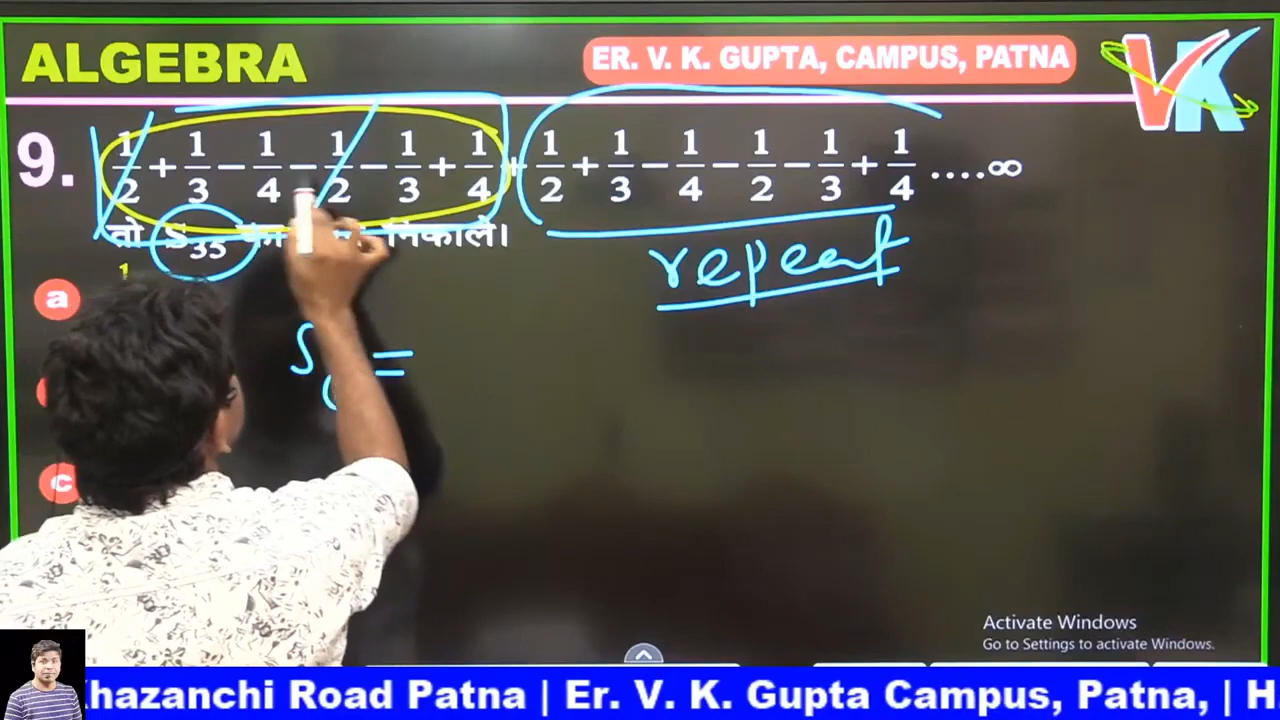 ALGEBRA
ER. V. K. GUPTA, CAMPUS, PATNA
VK
9. 1/2 + 1/3 − 1/4 − 1/2 − 1/3 + 1/4 + 1/2 + 1/3 − 1/4 − 1/2 − 1/3 + 1/4 ....∞
तो S35 का निकालें।
repeat
a
S =
c
Activate Windows
Go to Settings to activate Windows.
Khazanchi Road Patna | Er. V. K. Gupta Campus, Patna, | H